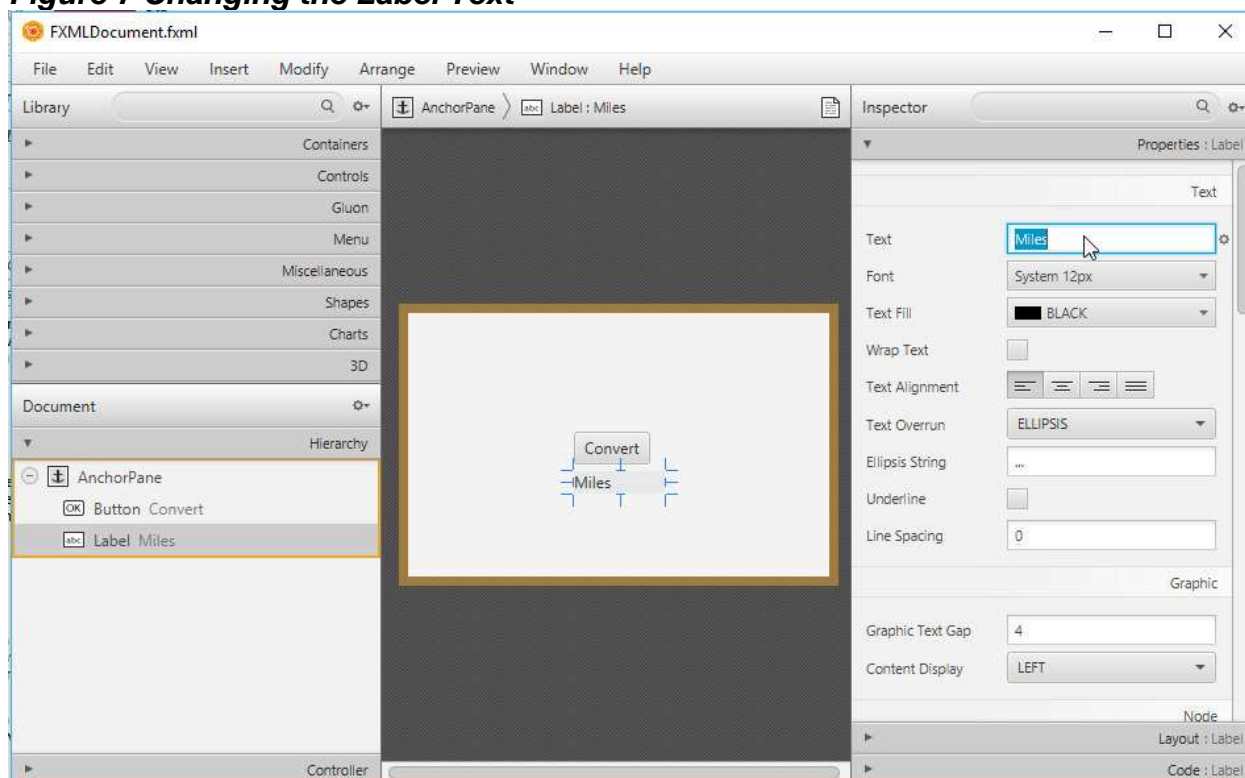 Figure 7 Changing the Label Text
FXMLDocument.fxml
File Edit View Insert Modify Arrange Preview Window Help
Library
Containers
Controls
Gluon
Menu
Miscellaneous
Shapes
Charts
3D
Document
Hierarchy
AnchorPane
OK Button Convert
abc Label Miles
Controller
AnchorPane abc Label : Miles
Convert
Miles
Inspector
Properties : Label
Text
Text Miles
Font System 12px
Text Fill BLACK
Wrap Text
Text Alignment
Text Overrun ELLIPSIS
Ellipsis String ...
Underline
Line Spacing 0
Graphic
Graphic Text Gap 4
Content Display LEFT
Node
Layout : Label
Code : Label